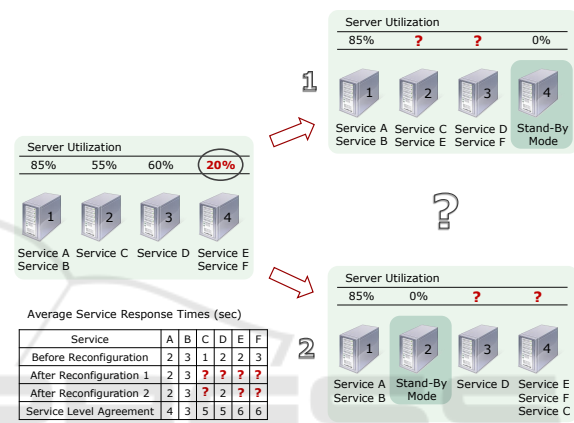 Server Utilization
85% ? ? 0%
1
1 2 3 4
Service A Service C Service D Stand-By
Service B Service E Service F Mode
Server Utilization
85% 55% 60% 20%
1 2 3 4
Service A Service C Service D Service E
Service B Service F
?
Server Utilization
85% 0% ? ?
2
1 2 3 4
Service A Stand-By Service D Service E
Service B Mode Service F
Service C
Average Service Response Times (sec)
Service A B C D E F
Before Reconfiguration 2 3 1 2 2 3
After Reconfiguration 1 2 3 ? ? ? ?
After Reconfiguration 2 2 3 ? 2 ? ?
Service Level Agreement 4 3 5 5 6 6